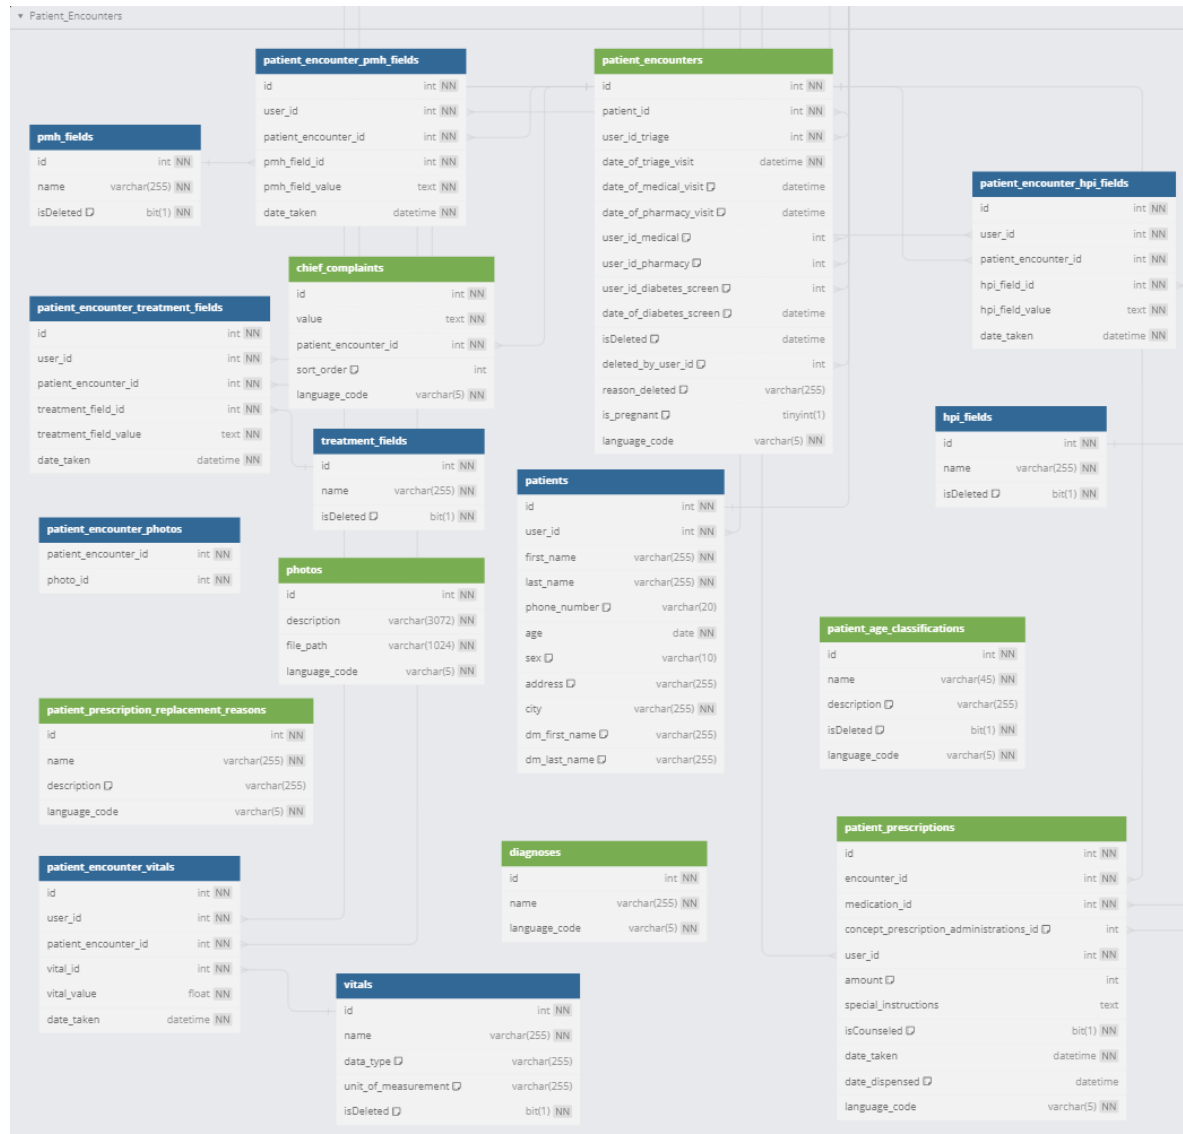 Patient_Encounters
patient_encounter_pmh_fields
id int NN
user_id int NN
patient_encounter_id int NN
pmh_field_id int NN
pmh_field_value text NN
date_taken datetime NN
patient_encounters
id int NN
patient_id int NN
user_id_triage int NN
date_of_triage_visit datetime NN
date_of_medical_visit datetime
date_of_pharmacy_visit datetime
user_id_medical int
user_id_pharmacy int
user_id_diabetes_screen int
date_of_diabetes_screen datetime
isDeleted datetime
deleted_by_user_id int
reason_deleted varchar(255)
is_pregnant tinyint(1)
language_code varchar(5) NN
pmh_fields
id int NN
name varchar(255) NN
isDeleted bit(1) NN
patient_encounter_hpi_fields
id int NN
user_id int NN
patient_encounter_id int NN
hpi_field_id int NN
hpi_field_value text NN
date_taken datetime NN
chief_complaints
id int NN
value text NN
patient_encounter_id int NN
sort_order int
language_code varchar(5) NN
patient_encounter_treatment_fields
id int NN
user_id int NN
patient_encounter_id int NN
treatment_field_id int NN
treatment_field_value text NN
date_taken datetime NN
hpi_fields
id int NN
name varchar(255) NN
isDeleted bit(1) NN
treatment_fields
id int NN
name varchar(255) NN
isDeleted bit(1) NN
patients
id int NN
user_id int NN
first_name varchar(255) NN
last_name varchar(255) NN
phone_number varchar(20)
age date NN
sex varchar(10)
address varchar(255)
city varchar(255) NN
dm_first_name varchar(255)
dm_last_name varchar(255)
patient_encounter_photos
patient_encounter_id int NN
photo_id int NN
photos
id int NN
description varchar(3072) NN
file_path varchar(1024) NN
language_code varchar(5) NN
patient_age_classifications
id int NN
name varchar(45) NN
description varchar(255)
isDeleted bit(1) NN
language_code varchar(5) NN
patient_prescription_replacement_reasons
id int NN
name varchar(255) NN
description varchar(255)
language_code varchar(5) NN
patient_prescriptions
id int NN
encounter_id int NN
medication_id int NN
concept_prescription_administrations_id int
user_id int NN
amount int
special_instructions text
isCounseled bit(1) NN
date_taken datetime NN
date_dispensed datetime
language_code varchar(5) NN
diagnoses
id int NN
name varchar(255) NN
language_code varchar(5) NN
patient_encounter_vitals
id int NN
user_id int NN
patient_encounter_id int NN
vital_id int NN
vital_value float NN
date_taken datetime NN
vitals
id int NN
name varchar(255) NN
data_type varchar(255)
unit_of_measurement varchar(255)
isDeleted bit(1) NN